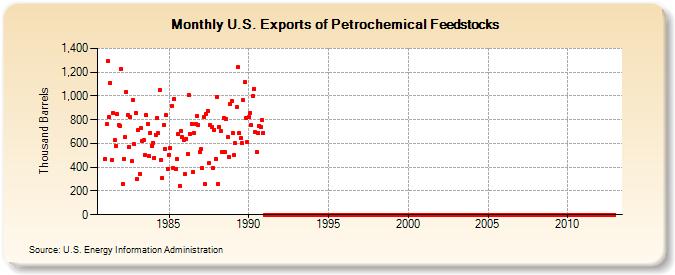 Monthly U.S. Exports of Petrochemical Feedstocks
Thousand Barrels
1,400
1,200
1,000
800
600
400
200
0
1985 1990 1995 2000 2005 2010
Source: U.S. Energy Information Administration